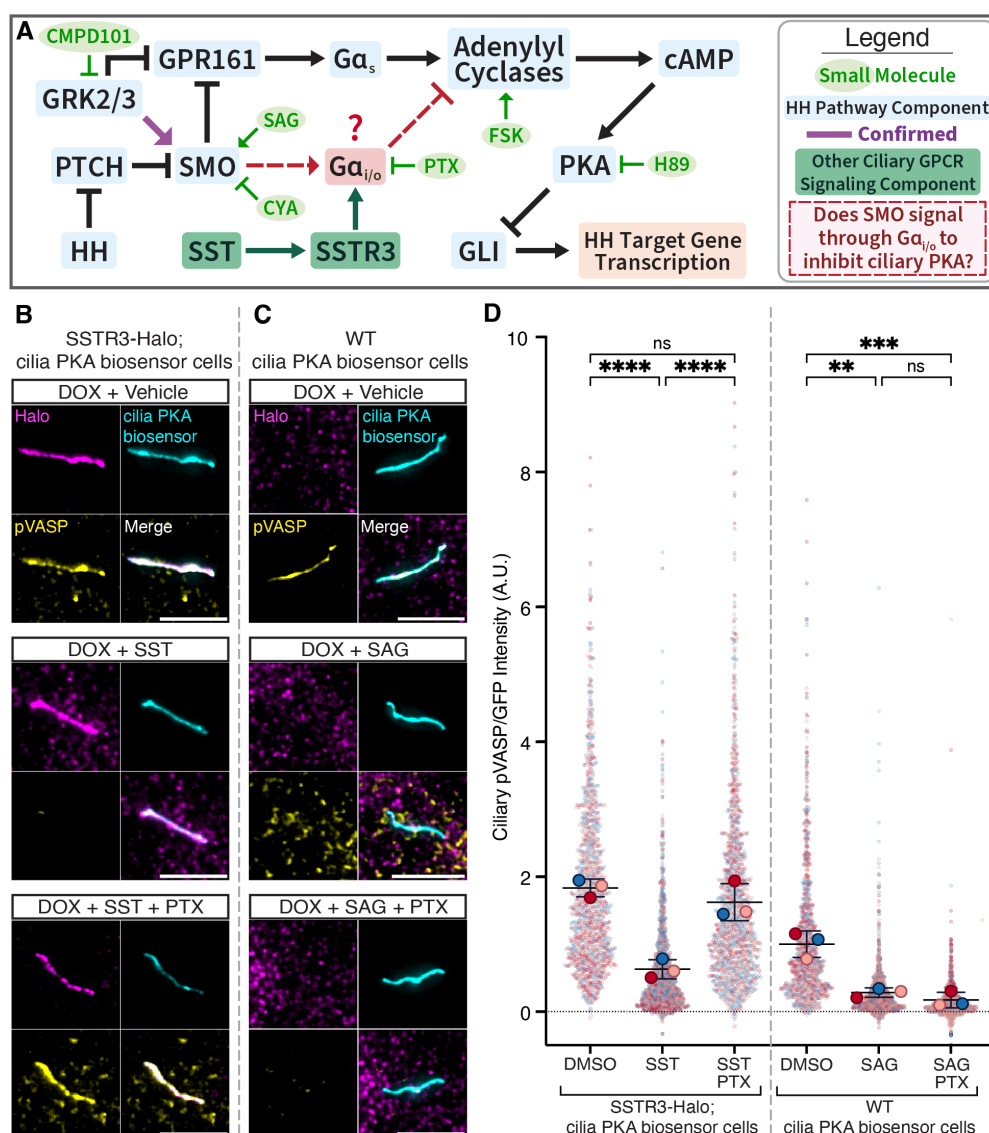 A
CMPD101
GPR161
Gαs
Adenylyl
Cyclases
cAMP
GRK2/3
SAG
?
FSK
PTCH
SMO
Gαi/o
PTX
PKA
H89
CYA
HH
SST
SSTR3
GLI
HH Target Gene
Transcription
Legend
Small Molecule
HH Pathway Component
Confirmed
Other Ciliary GPCR
Signaling Component
Does SMO signal
through Gαi/o to
inhibit ciliary PKA?
B
SSTR3-Halo;
cilia PKA biosensor cells
DOX + Vehicle
Halo
cilia PKA
biosensor
pVASP
Merge
DOX + SST
DOX + SST + PTX
C
WT
cilia PKA biosensor cells
DOX + Vehicle
Halo
cilia PKA
biosensor
pVASP
Merge
DOX + SAG
DOX + SAG + PTX
D
Ciliary pVASP/GFP Intensity (A.U.)
10
8
6
4
2
0
ns
**** ****
***
** ns
DMSO
SST
SST
PTX
DMSO
SAG
SAG
PTX
SSTR3-Halo;
cilia PKA biosensor cells
WT
cilia PKA biosensor cells